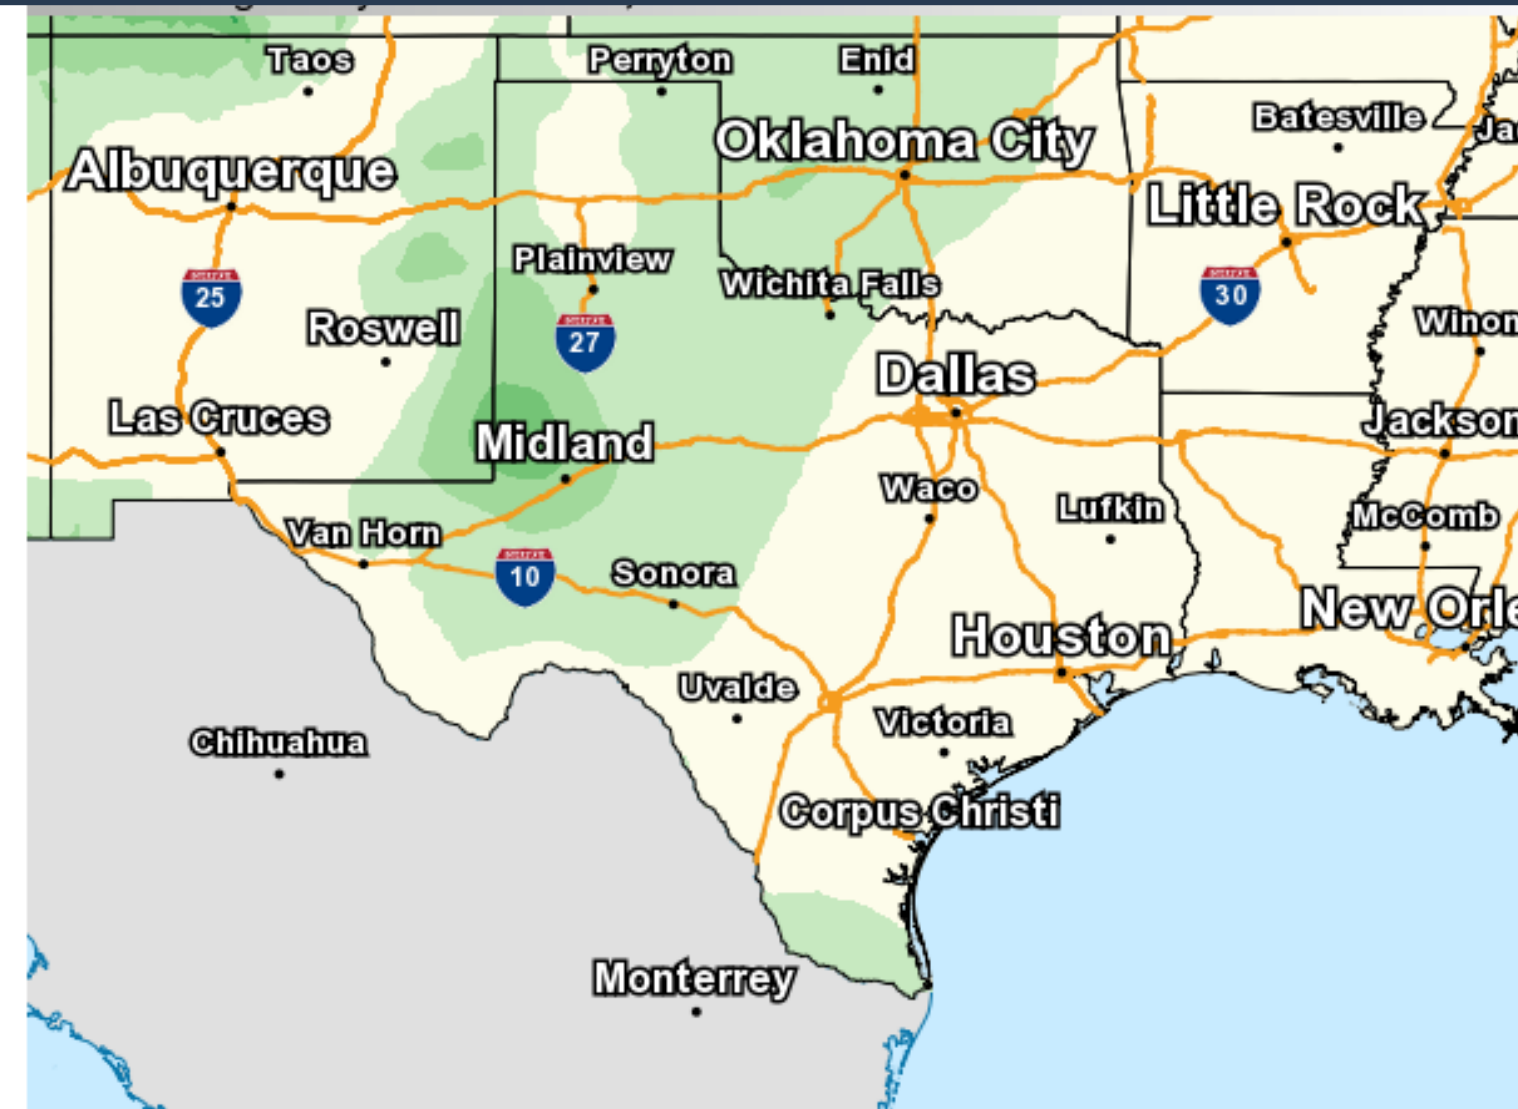 Taos
Perryton
Enid
Batesville
Oklahoma City
Albuquerque
Little Rock
Plainview
Wichita Falls
25
30
Roswell
27
Dallas
Las Cruces
Midland
Jackson
Waco
Lufkin
McComb
Van Horn
10
Sonora
New Orle
Houston
Uvalde
Victoria
Chihuahua
Corpus Christi
Monterrey
Winon
Ja